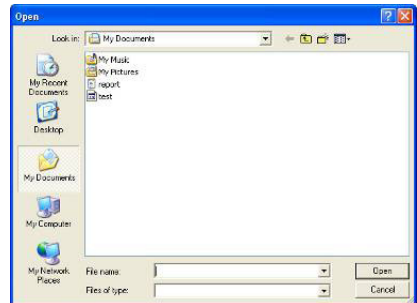 Open
Look in: My Documents
My Music
My Pictures
report
test
My Recent
Documents
Desktop
My Documents
My Computer
My Network
Places
File name:
Open
Files of type:
Cancel